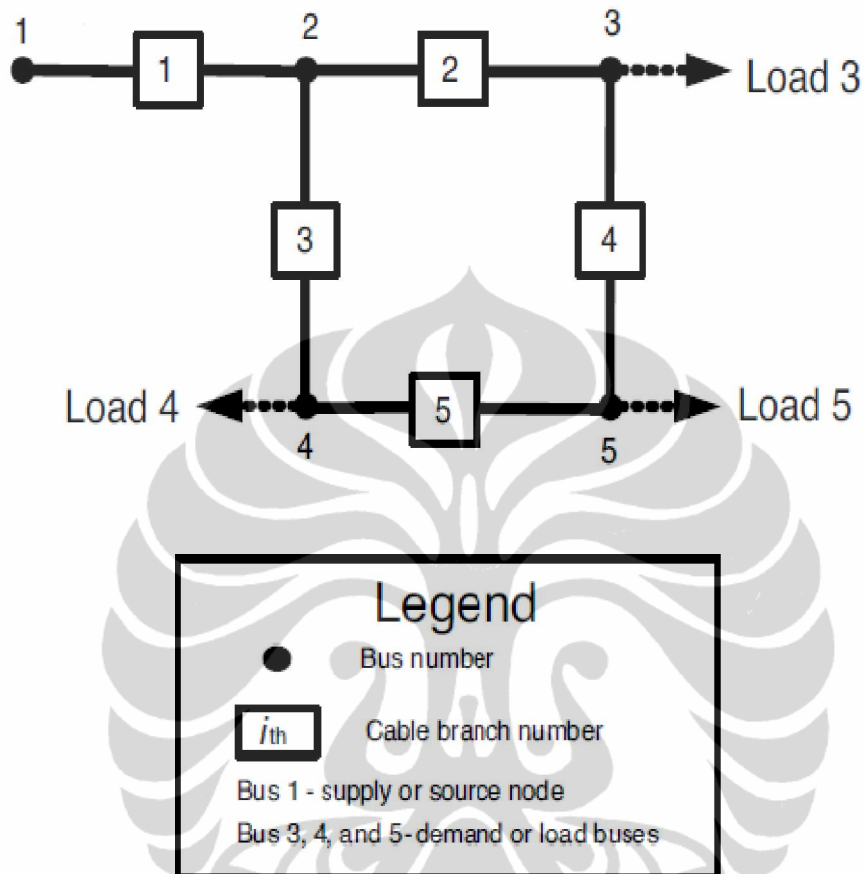 1
2
3
1
2
Load 3
3
4
Load 4
5
Load 5
4
5
Legend
Bus number
ith
Cable branch number
Bus 1 - supply or source node
Bus 3, 4, and 5-demand or load buses